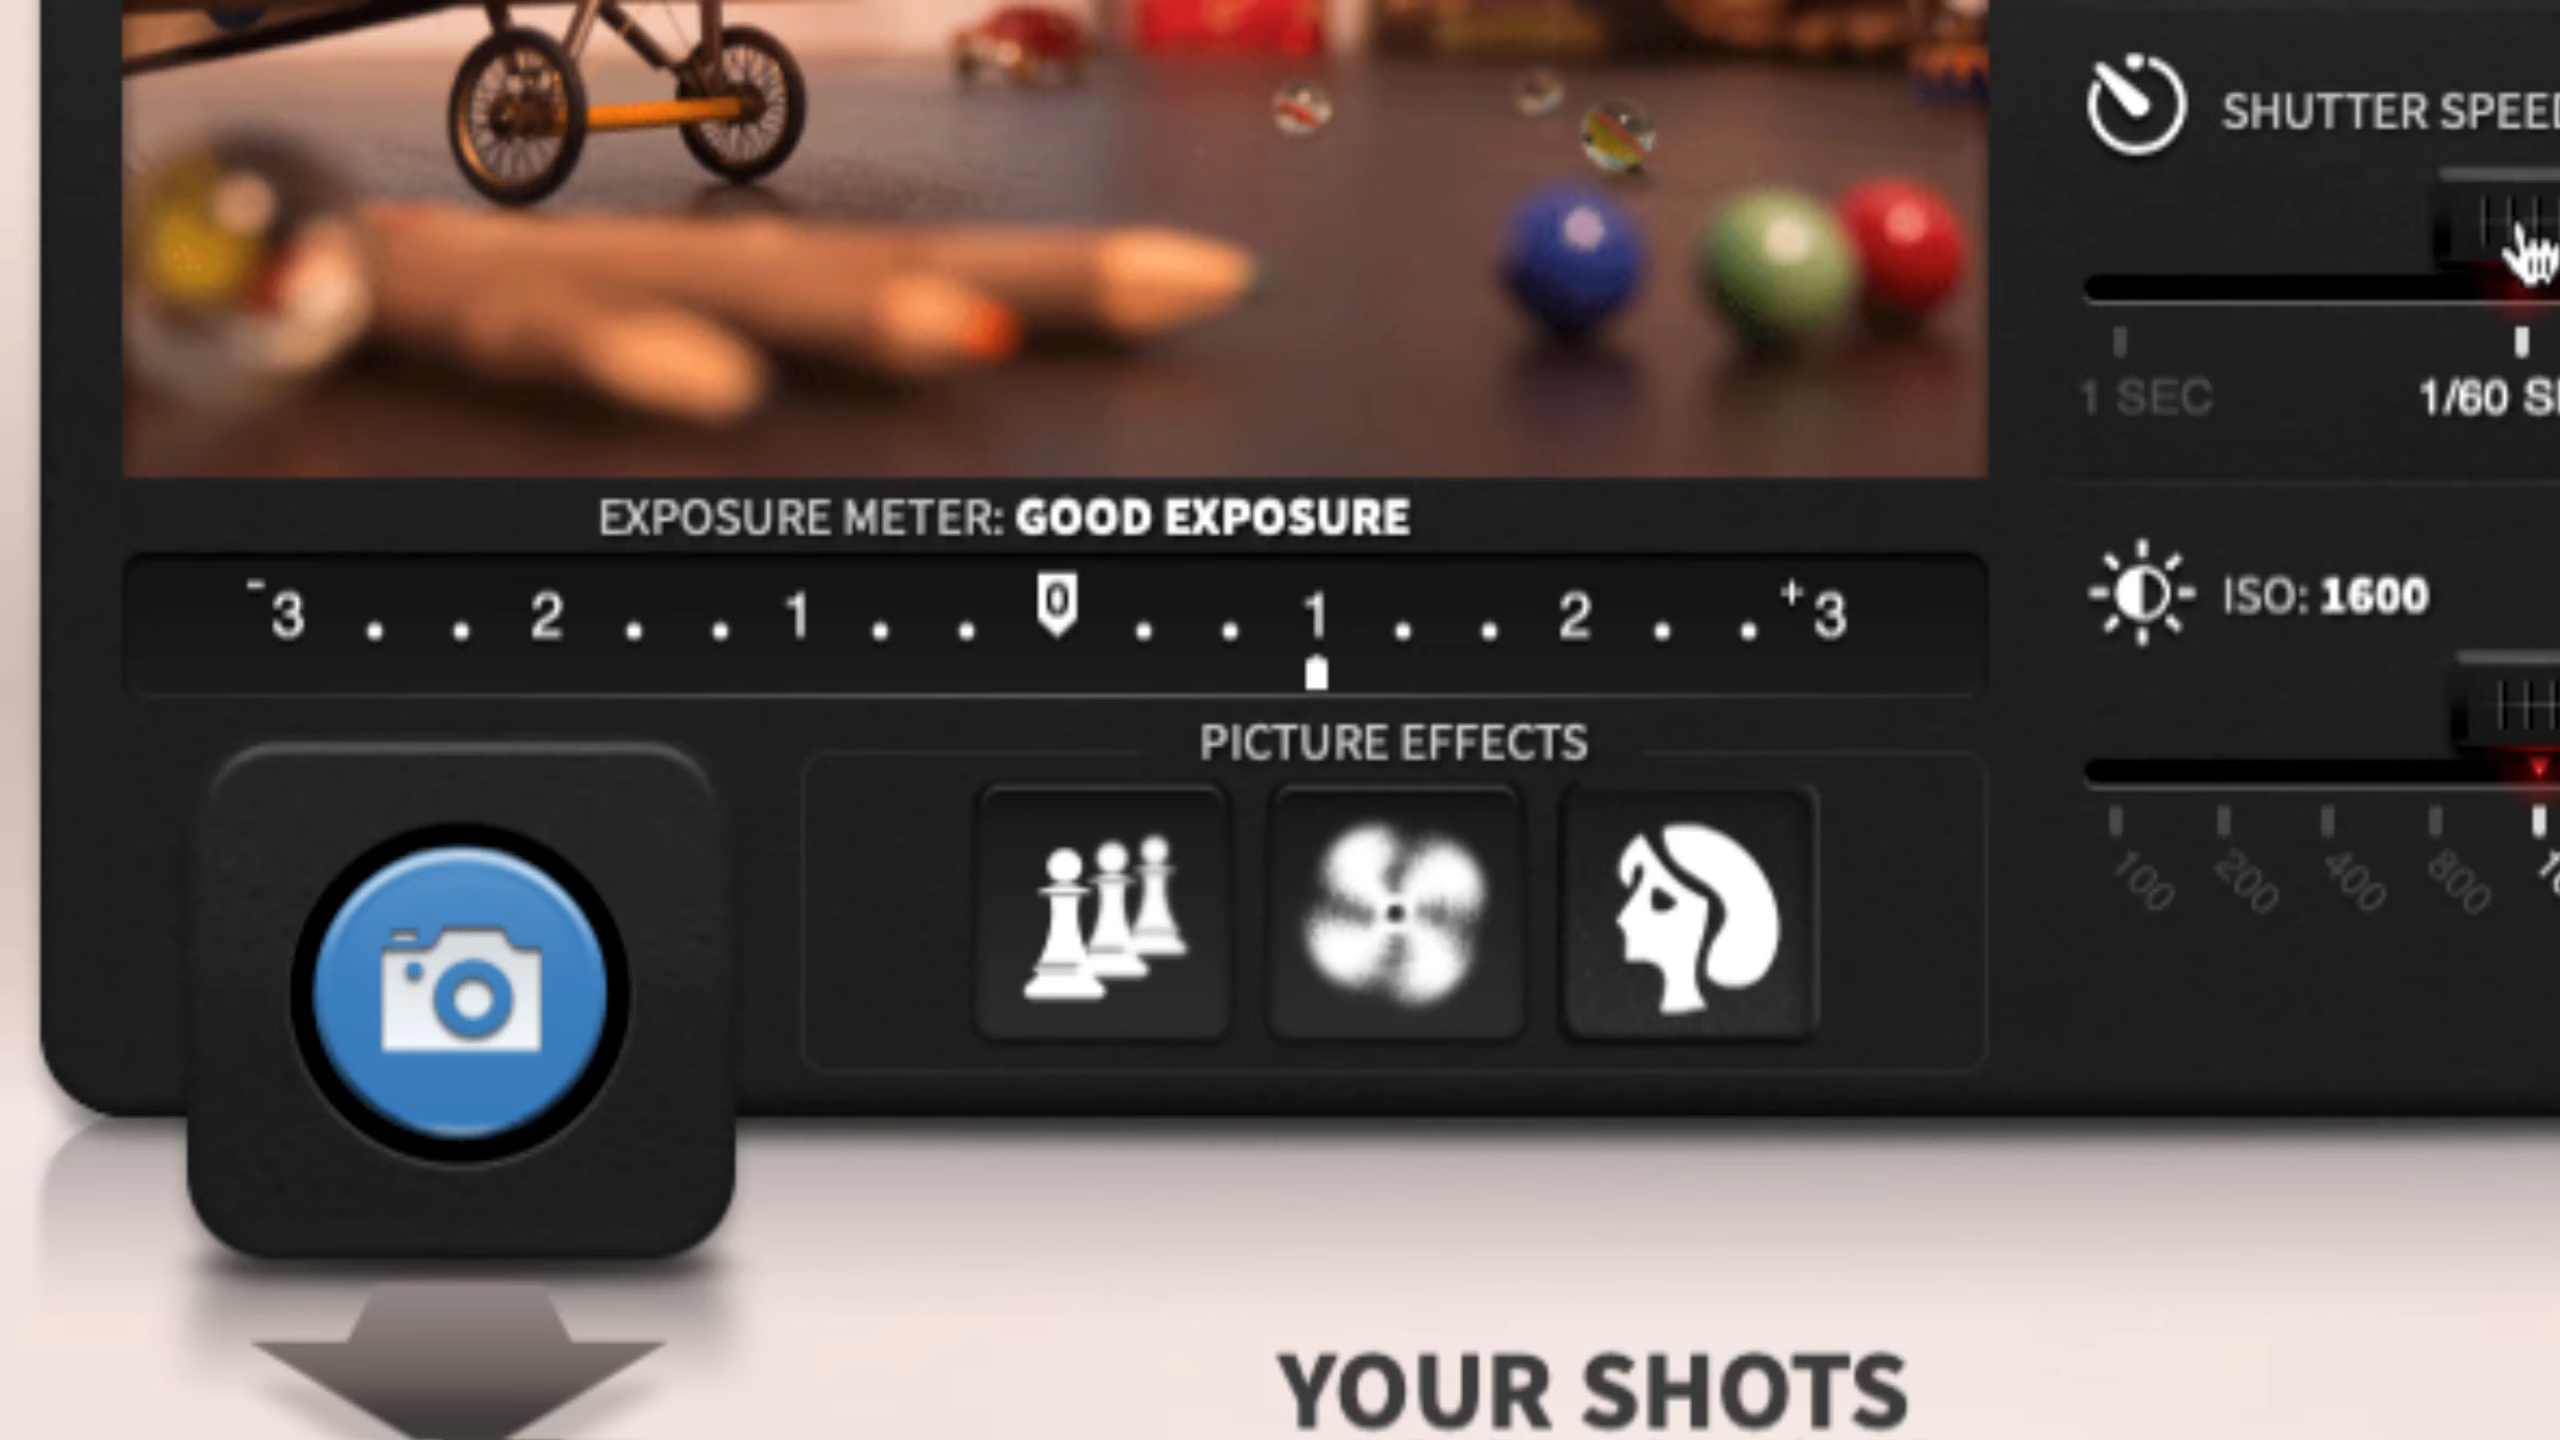 SHUTTER SPEED
1 SEC
1/60
EXPOSURE METER: GOOD EXPOSURE
-3 . . 2 . . 1 . . 0 . . 1 . . 2 . . +3
ISO: 1600
PICTURE EFFECTS
100 200 400 800
YOUR SHOTS